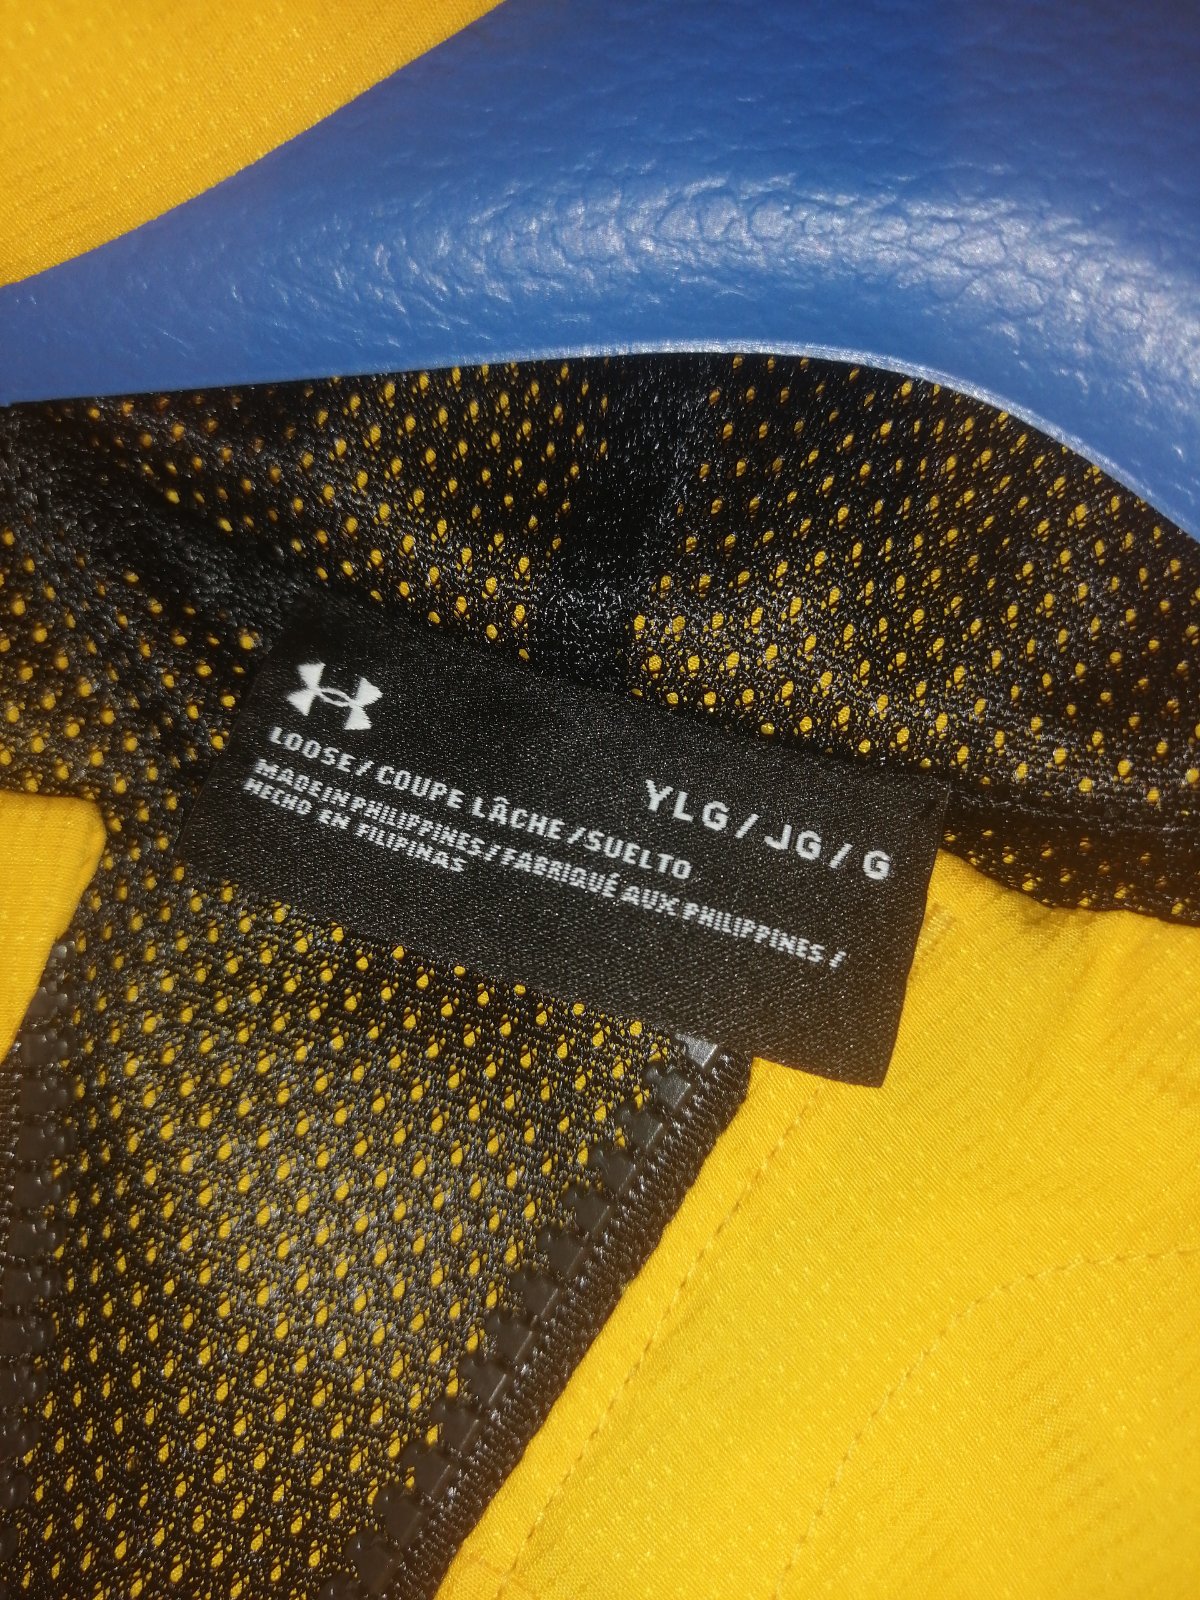 YLG / JG / G
LOOSE / COUPE LÂCHE / SUELTO
MADE IN PHILIPPINES / FABRIQUÉ AUX PHILIPPINES /
HECHO EN FILIPINAS